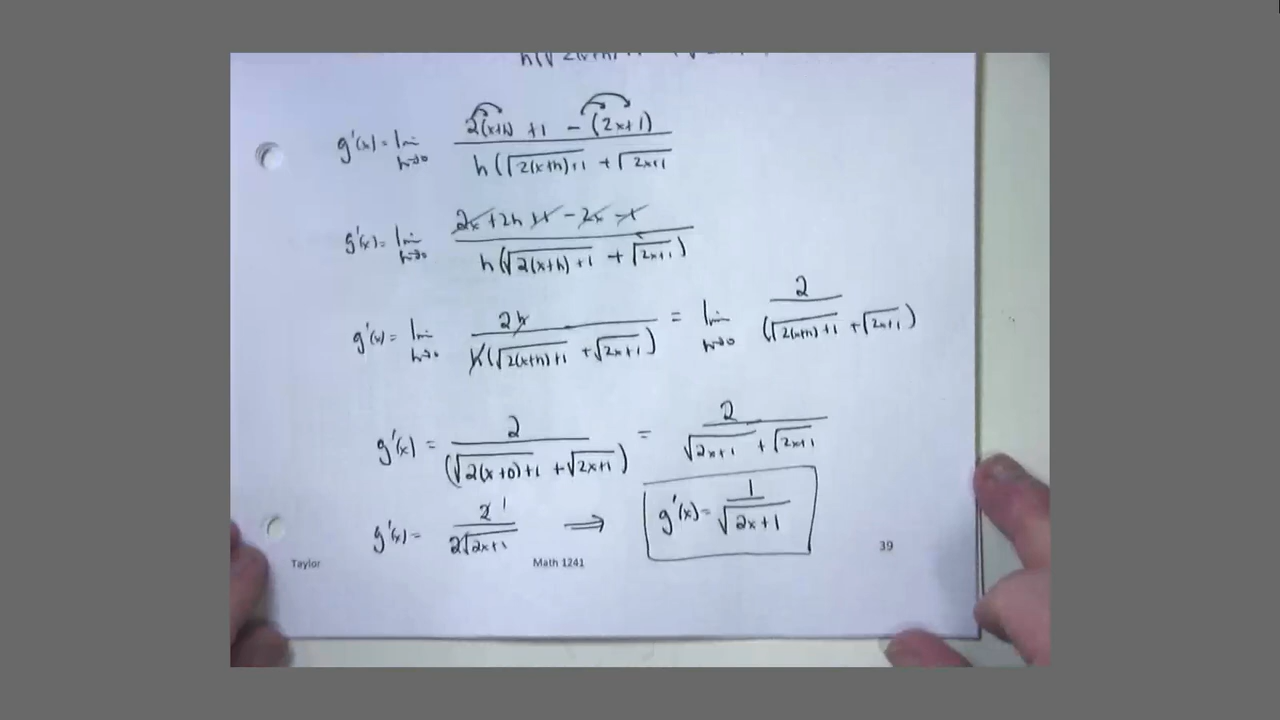 h(√2(x+h)+1
g'(x) = lim h→0 2(x+h) + 1 - (2x+1) / h(√2(x+h)+1 + √2x+1
g'(x) = lim h→0 2x + 2h + 1 - 2x - 1 / h(√2(x+h)+1 + √2x+1)
g'(x) = lim h→0 2h / h(√2(x+h)+1 + √2x+1) = lim h→0 2 / (√2(x+h)+1 + √2x+1)
g'(x) = 2 / (√2(x+0)+1 + √2x+1) = 2 / √2x+1 + √2x+1
g'(x) = 2 1 / 2√2x+1 ⇒ g'(x) = 1 / √2x+1
Taylor Math 1241 39